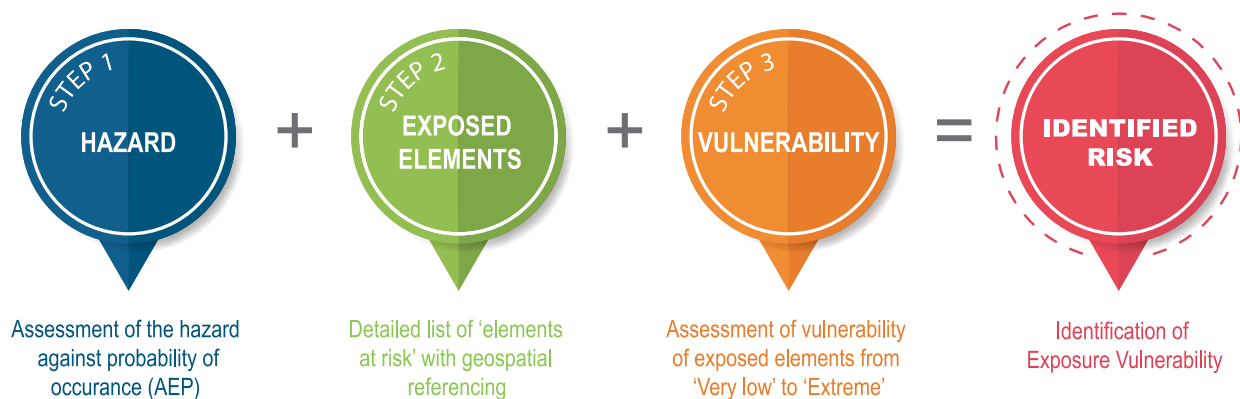 STEP 1
HAZARD
+
STEP 2
EXPOSED
ELEMENTS
+
STEP 3
VULNERABILITY
=
IDENTIFIED
RISK
Assessment of the hazard
against probability of
occurance (AEP)
Detailed list of ‘elements
at risk’ with geospatial
referencing
Assessment of vulnerability
of exposed elements from
‘Very low’ to ‘Extreme’
Identification of
Exposure Vulnerability